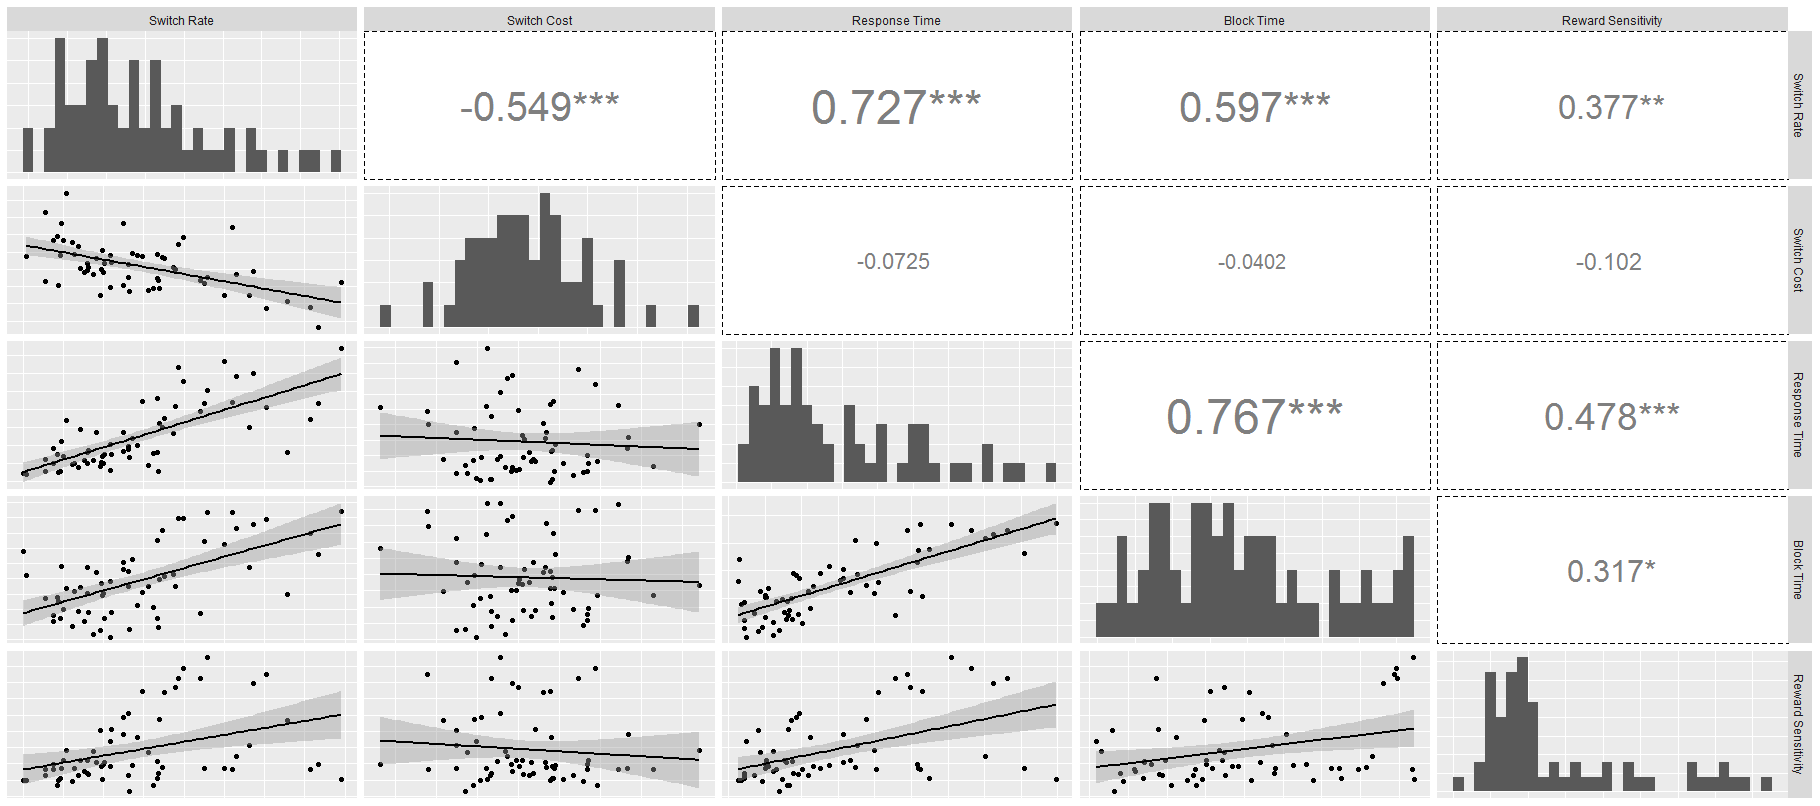 Switch Rate Switch Cost Response Time Block Time Reward Sensitivity
-0.549*** 0.727*** 0.597*** 0.377** Switch Rate
-0.0725 -0.0402 -0.102 Switch Cost
0.767*** 0.478*** Response Time
0.317* Block Time
Reward Sensitivity